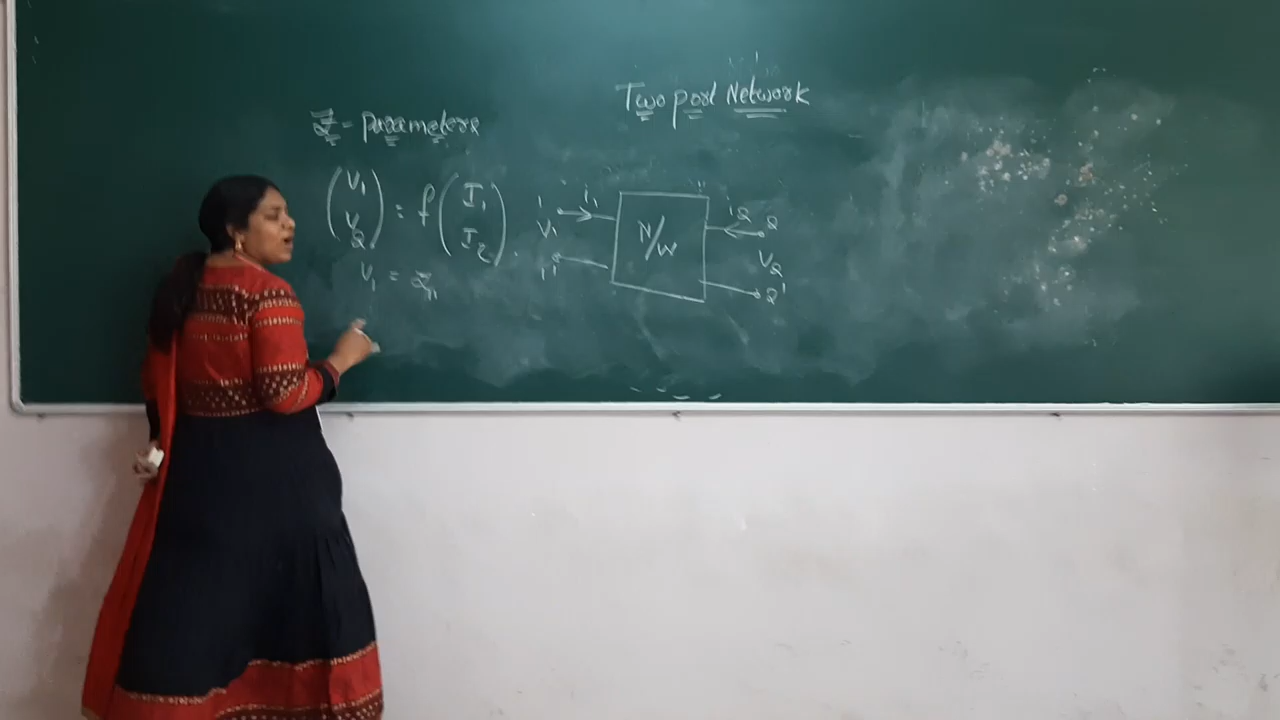 Two port Network
Z - parameters
(V1 V2) = f (I1 I2)
V1 = Z11
1 i1 i2 2
V1 N/W V2
1' 2'